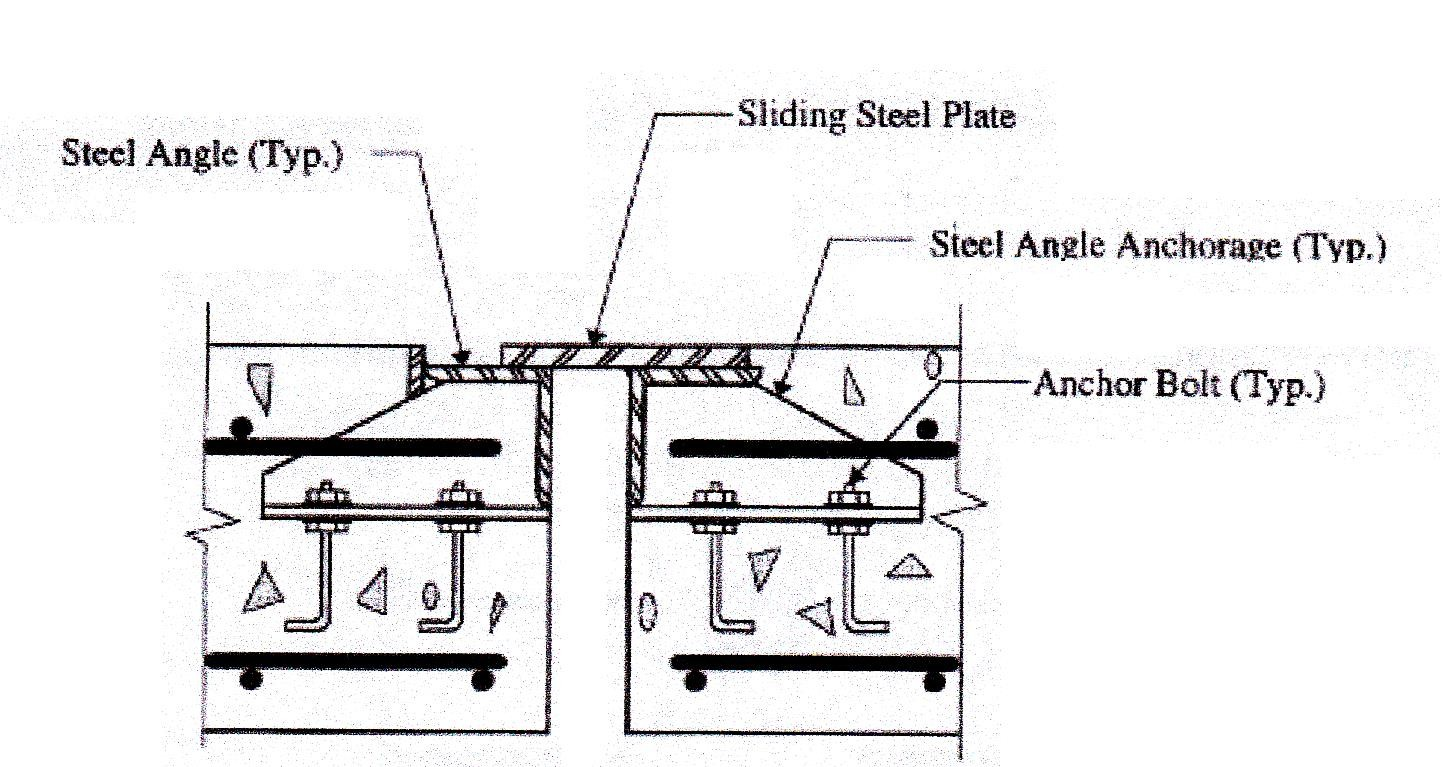 Sliding Steel Plate
Steel Angle (Typ.)
Steel Angle Anchorage (Typ.)
Anchor Bolt (Typ.)